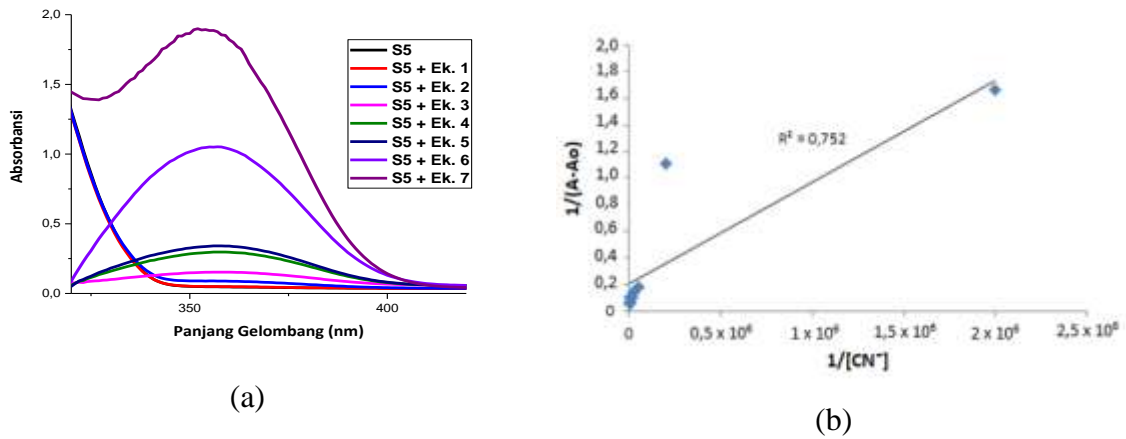 2,0
1,5
1,0
0,5
0,0
Absorbansi
350
400
Panjang Gelombang (nm)
S5
S5 + Ek. 1
S5 + Ek. 2
S5 + Ek. 3
S5 + Ek. 4
S5 + Ek. 5
S5 + Ek. 6
S5 + Ek. 7
(a)
2,0
1,8
1,6
1,4
1,2
1,0
0,8
0,6
0,4
0,2
0
1/(A-Ao)
R² = 0,752
0
0,5 x 10⁶
1 x 10⁶
1,5 x 10⁶
2 x 10⁶
2,5 x 10⁶
1/[CN⁻]
(b)